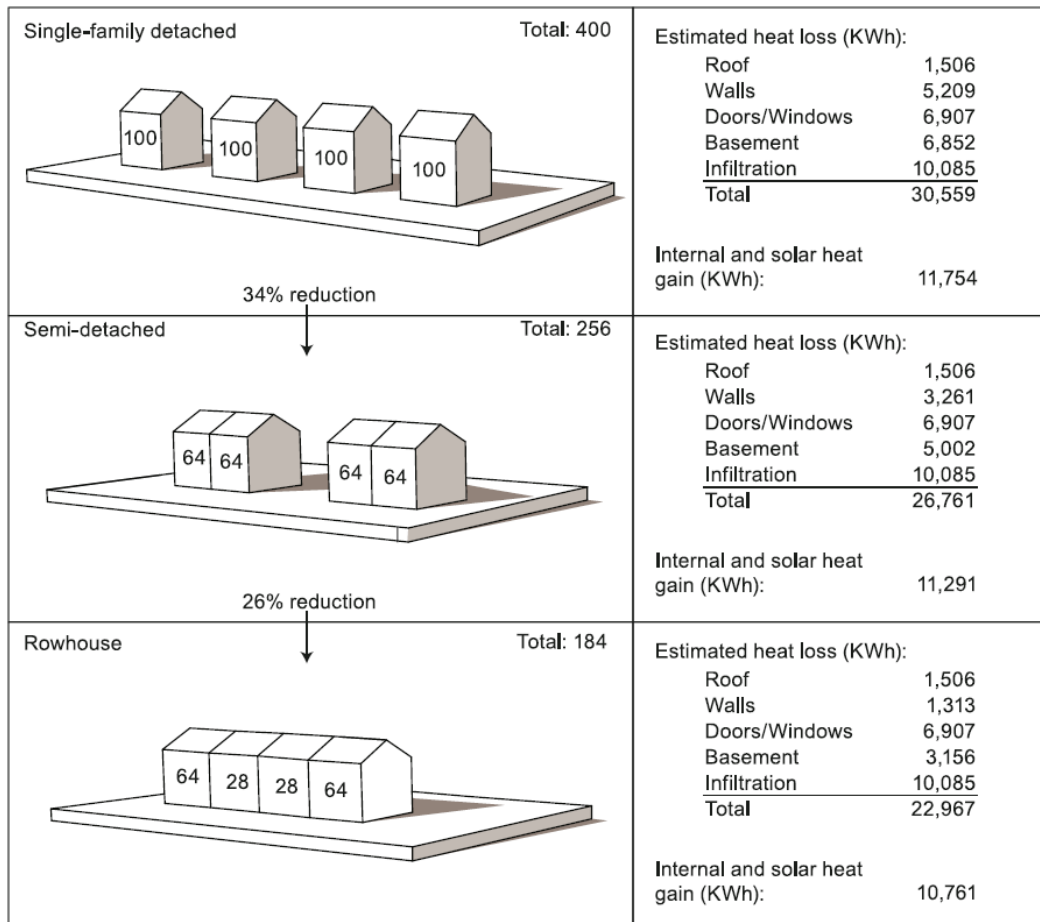 Single-family detached Total: 400
100 100 100 100
34% reduction
Estimated heat loss (KWh):
Roof 1,506
Walls 5,209
Doors/Windows 6,907
Basement 6,852
Infiltration 10,085
Total 30,559
Internal and solar heat
gain (KWh): 11,754
Semi-detached Total: 256
64 64 64 64
26% reduction
Estimated heat loss (KWh):
Roof 1,506
Walls 3,261
Doors/Windows 6,907
Basement 5,002
Infiltration 10,085
Total 26,761
Internal and solar heat
gain (KWh): 11,291
Rowhouse Total: 184
64 28 28 64
Estimated heat loss (KWh):
Roof 1,506
Walls 1,313
Doors/Windows 6,907
Basement 3,156
Infiltration 10,085
Total 22,967
Internal and solar heat
gain (KWh): 10,761